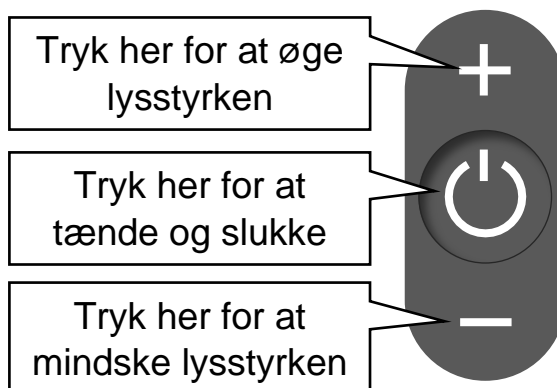 Tryk her for at øge
lysstyrken
Tryk her for at
tænde og slukke
Tryk her for at
mindske lysstyrken